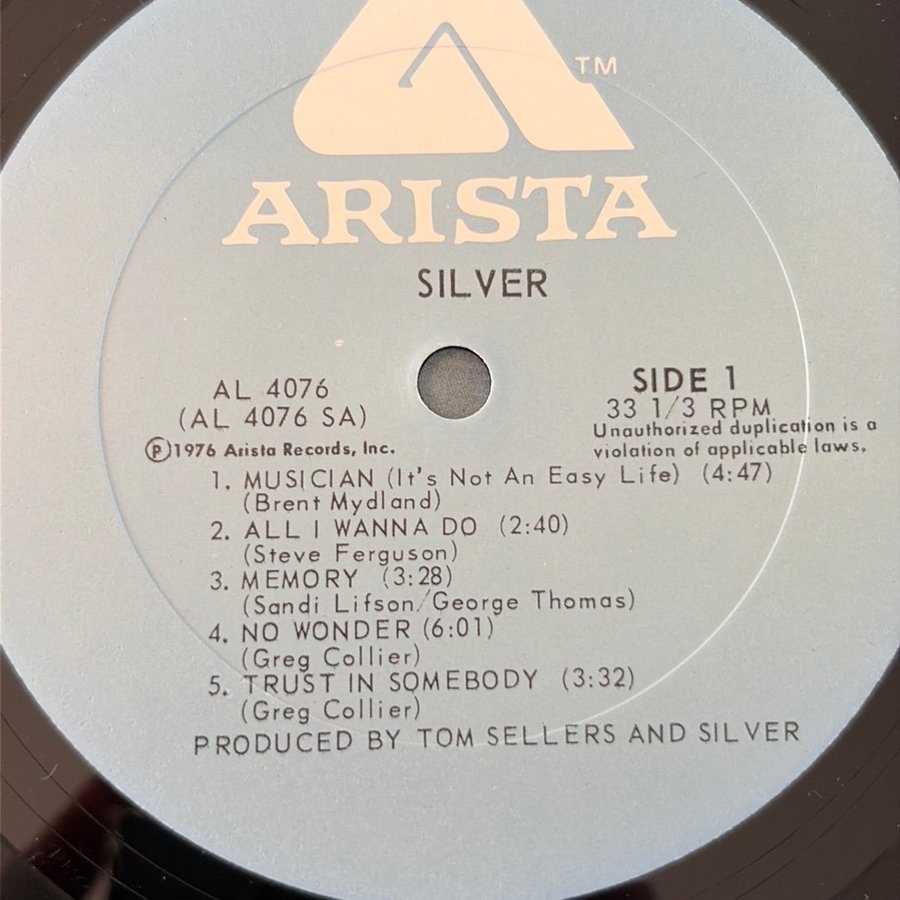 TM
ARISTA
SILVER
AL 4076
(AL 4076 SA)
Ⓟ1976 Arista Records, Inc.
SIDE 1
33 1/3 RPM
Unauthorized duplication is a
violation of applicable laws.
1. MUSICIAN (It's Not An Easy Life) (4:47)
(Brent Mydland)
2. ALL I WANNA DO (2:40)
(Steve Ferguson)
3. MEMORY (3:28)
(Sandi Lifson/George Thomas)
4. NO WONDER (6:01)
(Greg Collier)
5. TRUST IN SOMEBODY (3:32)
(Greg Collier)
PRODUCED BY TOM SELLERS AND SILVER